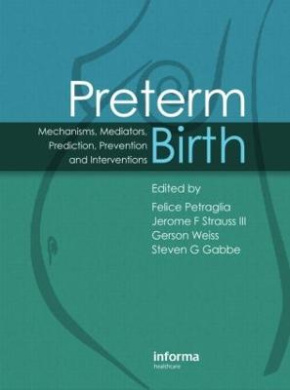 Preterm
Mechanisms, Mediators,
Prediction, Prevention
and Interventions
Birth
Edited by
Felice Petraglia
Jerome F Strauss III
Gerson Weiss
Steven G Gabbe
informa
healthcare